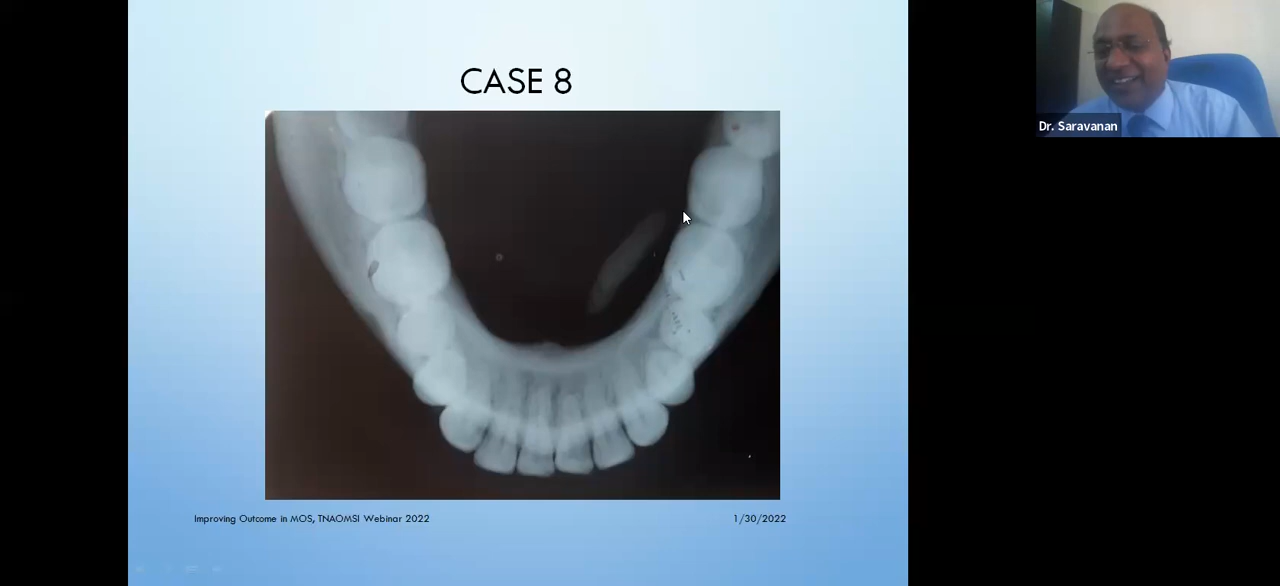 CASE 8
Dr. Saravanan
Improving Outcome in MOS, TNAOMSI Webinar 2022
1/30/2022